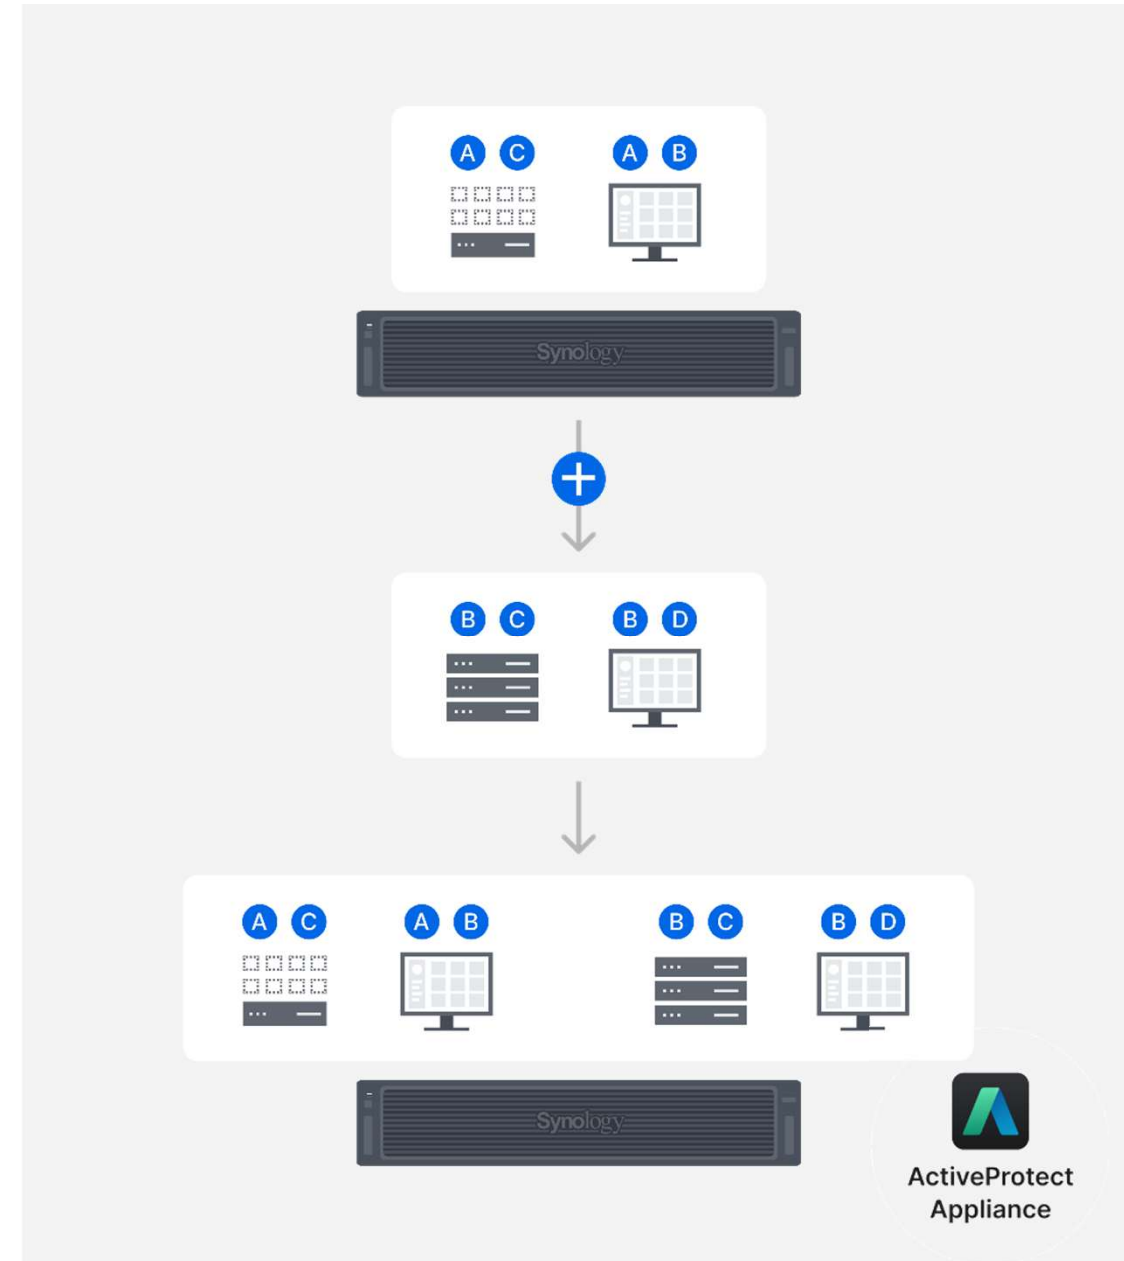 A C A B
Synology
B C B D
A C A B B C B D
Synology
ActiveProtect
Appliance